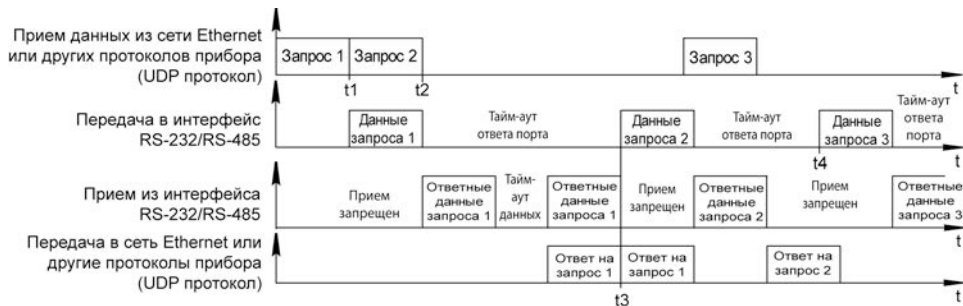 Прием данных из сети Ethernet
или других протоколов прибора
(UDP протокол)
Запрос 1
Запрос 2
Запрос 3
t1
t2
t
Передача в интерфейс
RS-232/RS-485
Данные
запроса 1
Тайм-аут
ответа порта
Данные
запроса 2
Тайм-аут
ответа порта
t4
Данные
запроса 3
Тайм-аут
ответа
порта
t
Прием из интерфейса
RS-232/RS-485
Прием
запрещен
Ответные
данные
запроса 1
Тайм-
аут
данных
Ответные
данные
запроса 1
Прием
запрещен
Ответные
данные
запроса 2
Прием
запрещен
Ответные
данные
запроса 3
t
Передача в сеть Ethernet или
другие протоколы прибора
(UDP протокол)
Ответ на
запрос 1
Ответ на
запрос 1
Ответ на
запрос 2
t3
t